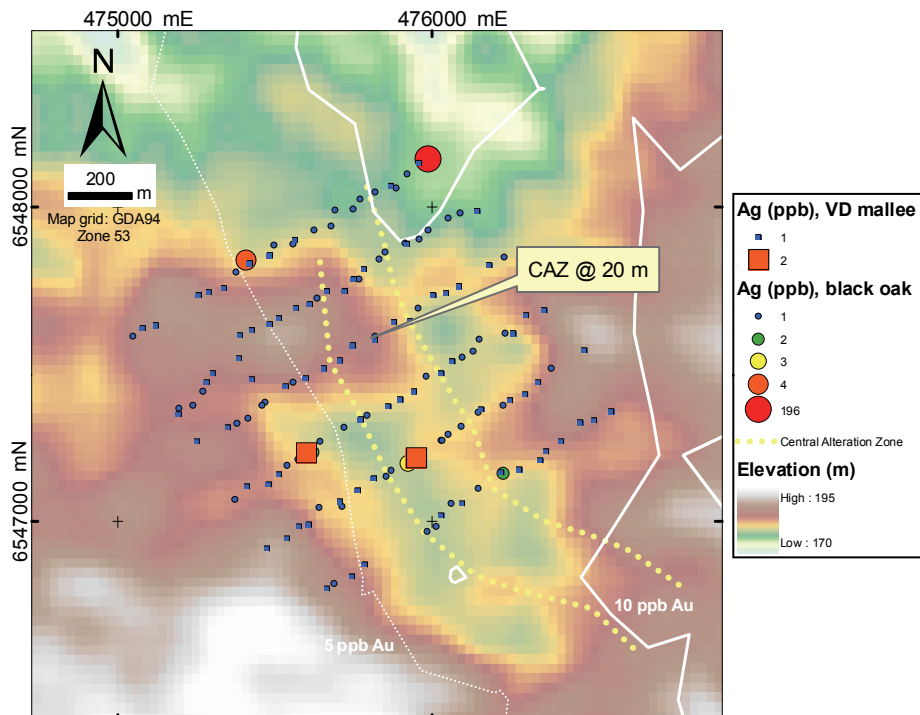 475000 mE
476000 mE
N
200
m
Map grid: GDA94
Zone 53
6548000 mN
6547000 mN
CAZ @ 20 m
5 ppb Au
10 ppb Au
Ag (ppb), VD mallee
1
2
Ag (ppb), black oak
1
2
3
4
196
Central Alteration Zone
Elevation (m)
High : 195
Low : 170